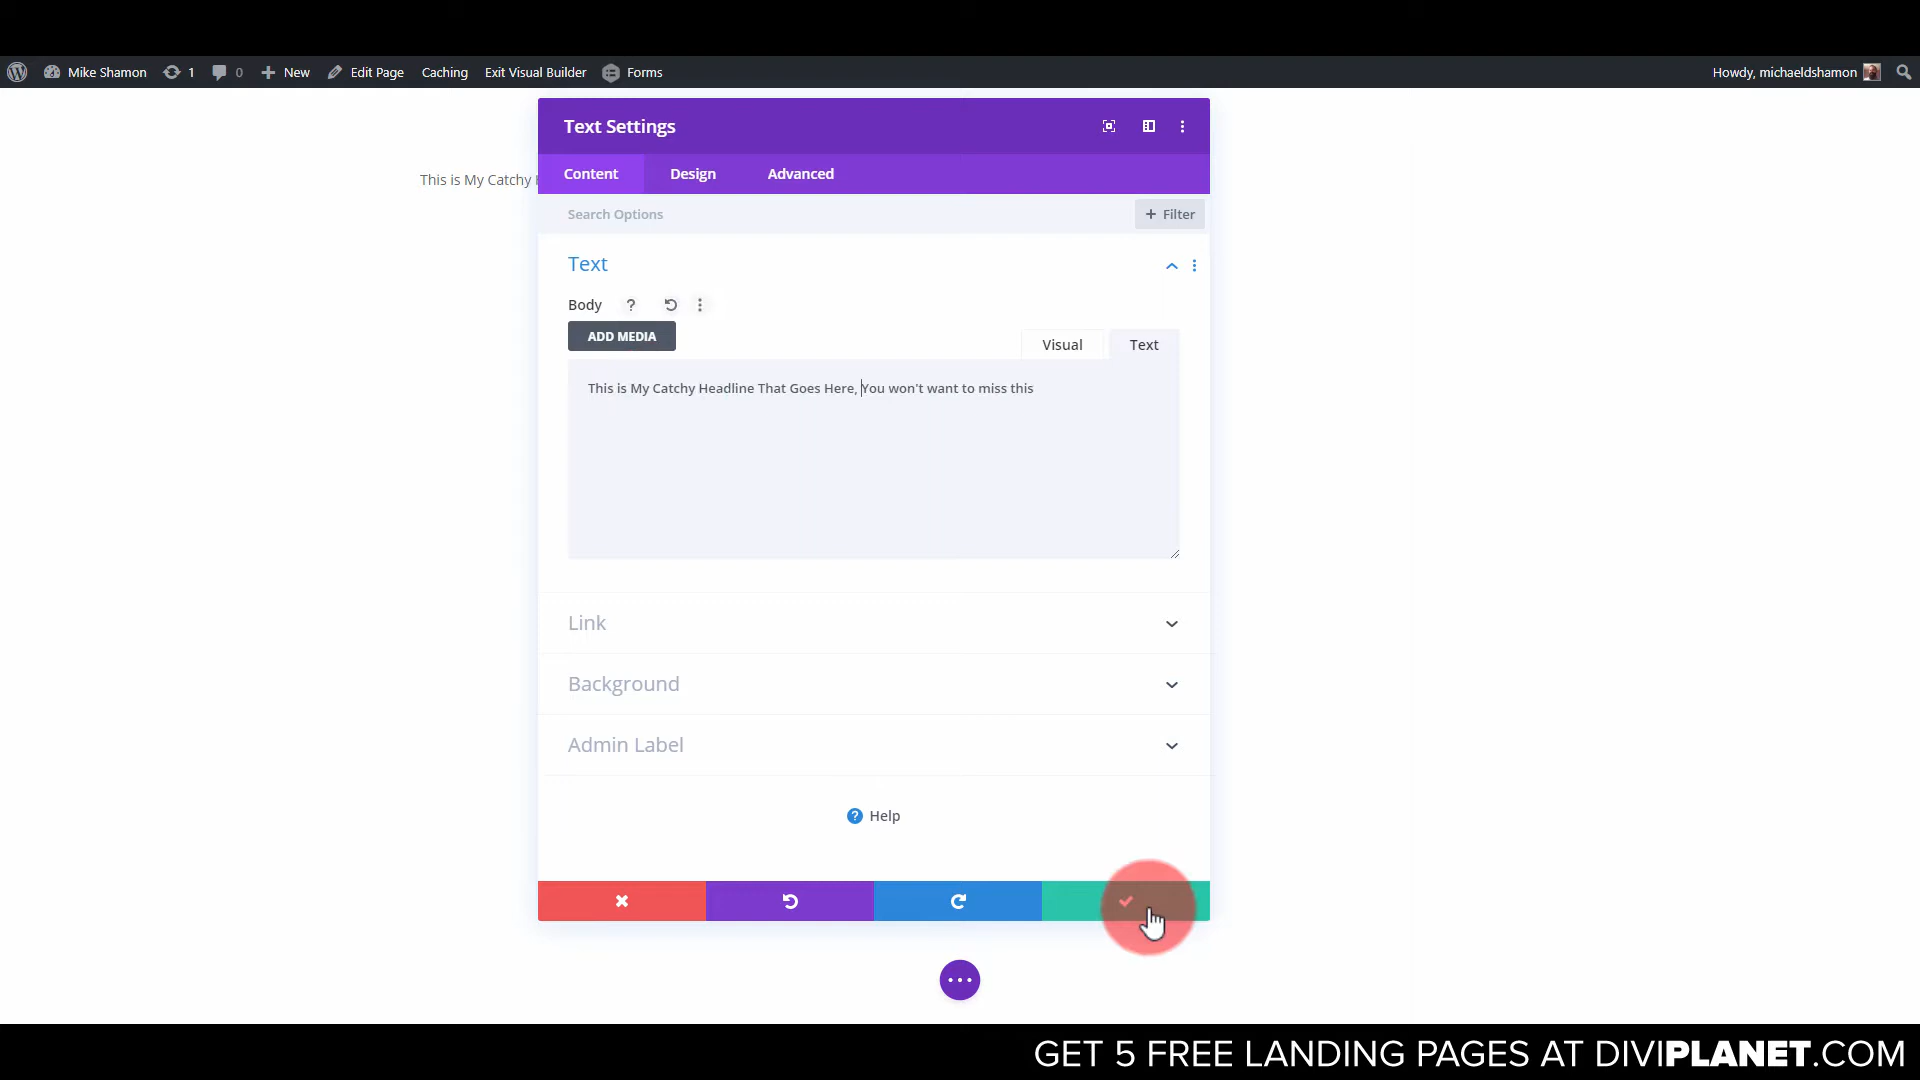 Mike Shamon 1 0 New Edit Page Caching Exit Visual Builder Forms Howdy, michaeldshamon
Text Settings
This is My Catchy
Content Design Advanced
Search Options + Filter
Text
Body ?
ADD MEDIA
Visual Text
This is My Catchy Headline That Goes Here, You won't want to miss this
Link
Background
Admin Label
? Help
GET 5 FREE LANDING PAGES AT DIVIPLANET.COM